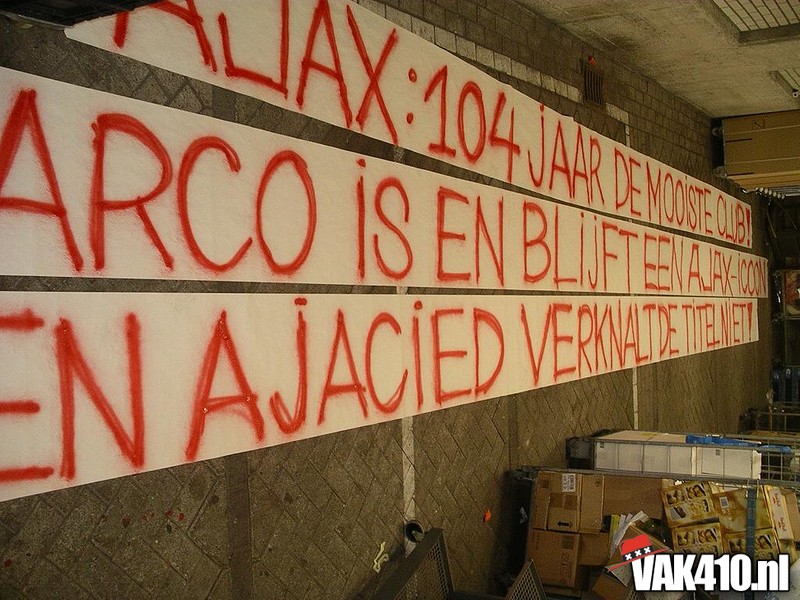 AJAX: 104 JAAR DE MOOISTE CLUB!
ARCO IS EN BLIJFT EEN AJAX-ICOON
EN AJACIED VERKNALT DE TITEL NIET!
VAK410.nl